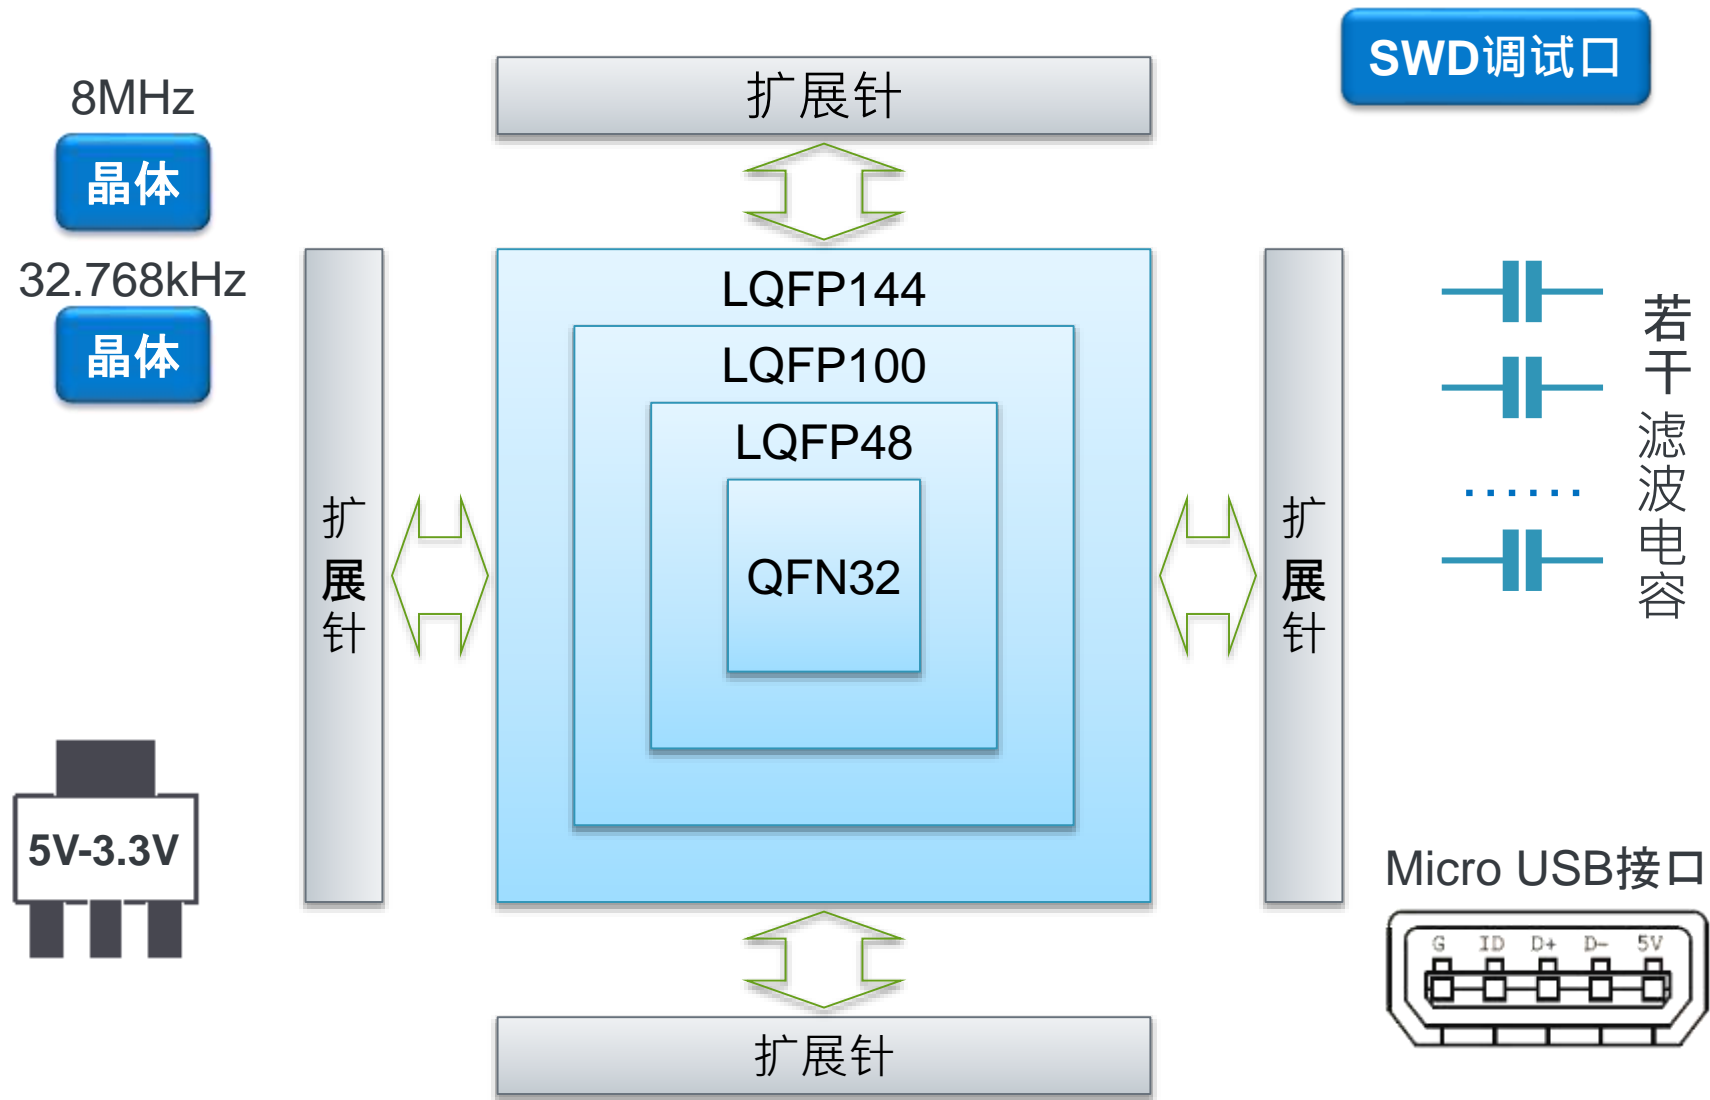 SWD调试口
扩展针
8MHz
晶体
32.768kHz
晶体
LQFP144
LQFP100
LQFP48
QFN32
扩展针
扩展针
若干滤波电容
5V-3.3V
Micro USB接口
G ID D+ D- 5V
扩展针